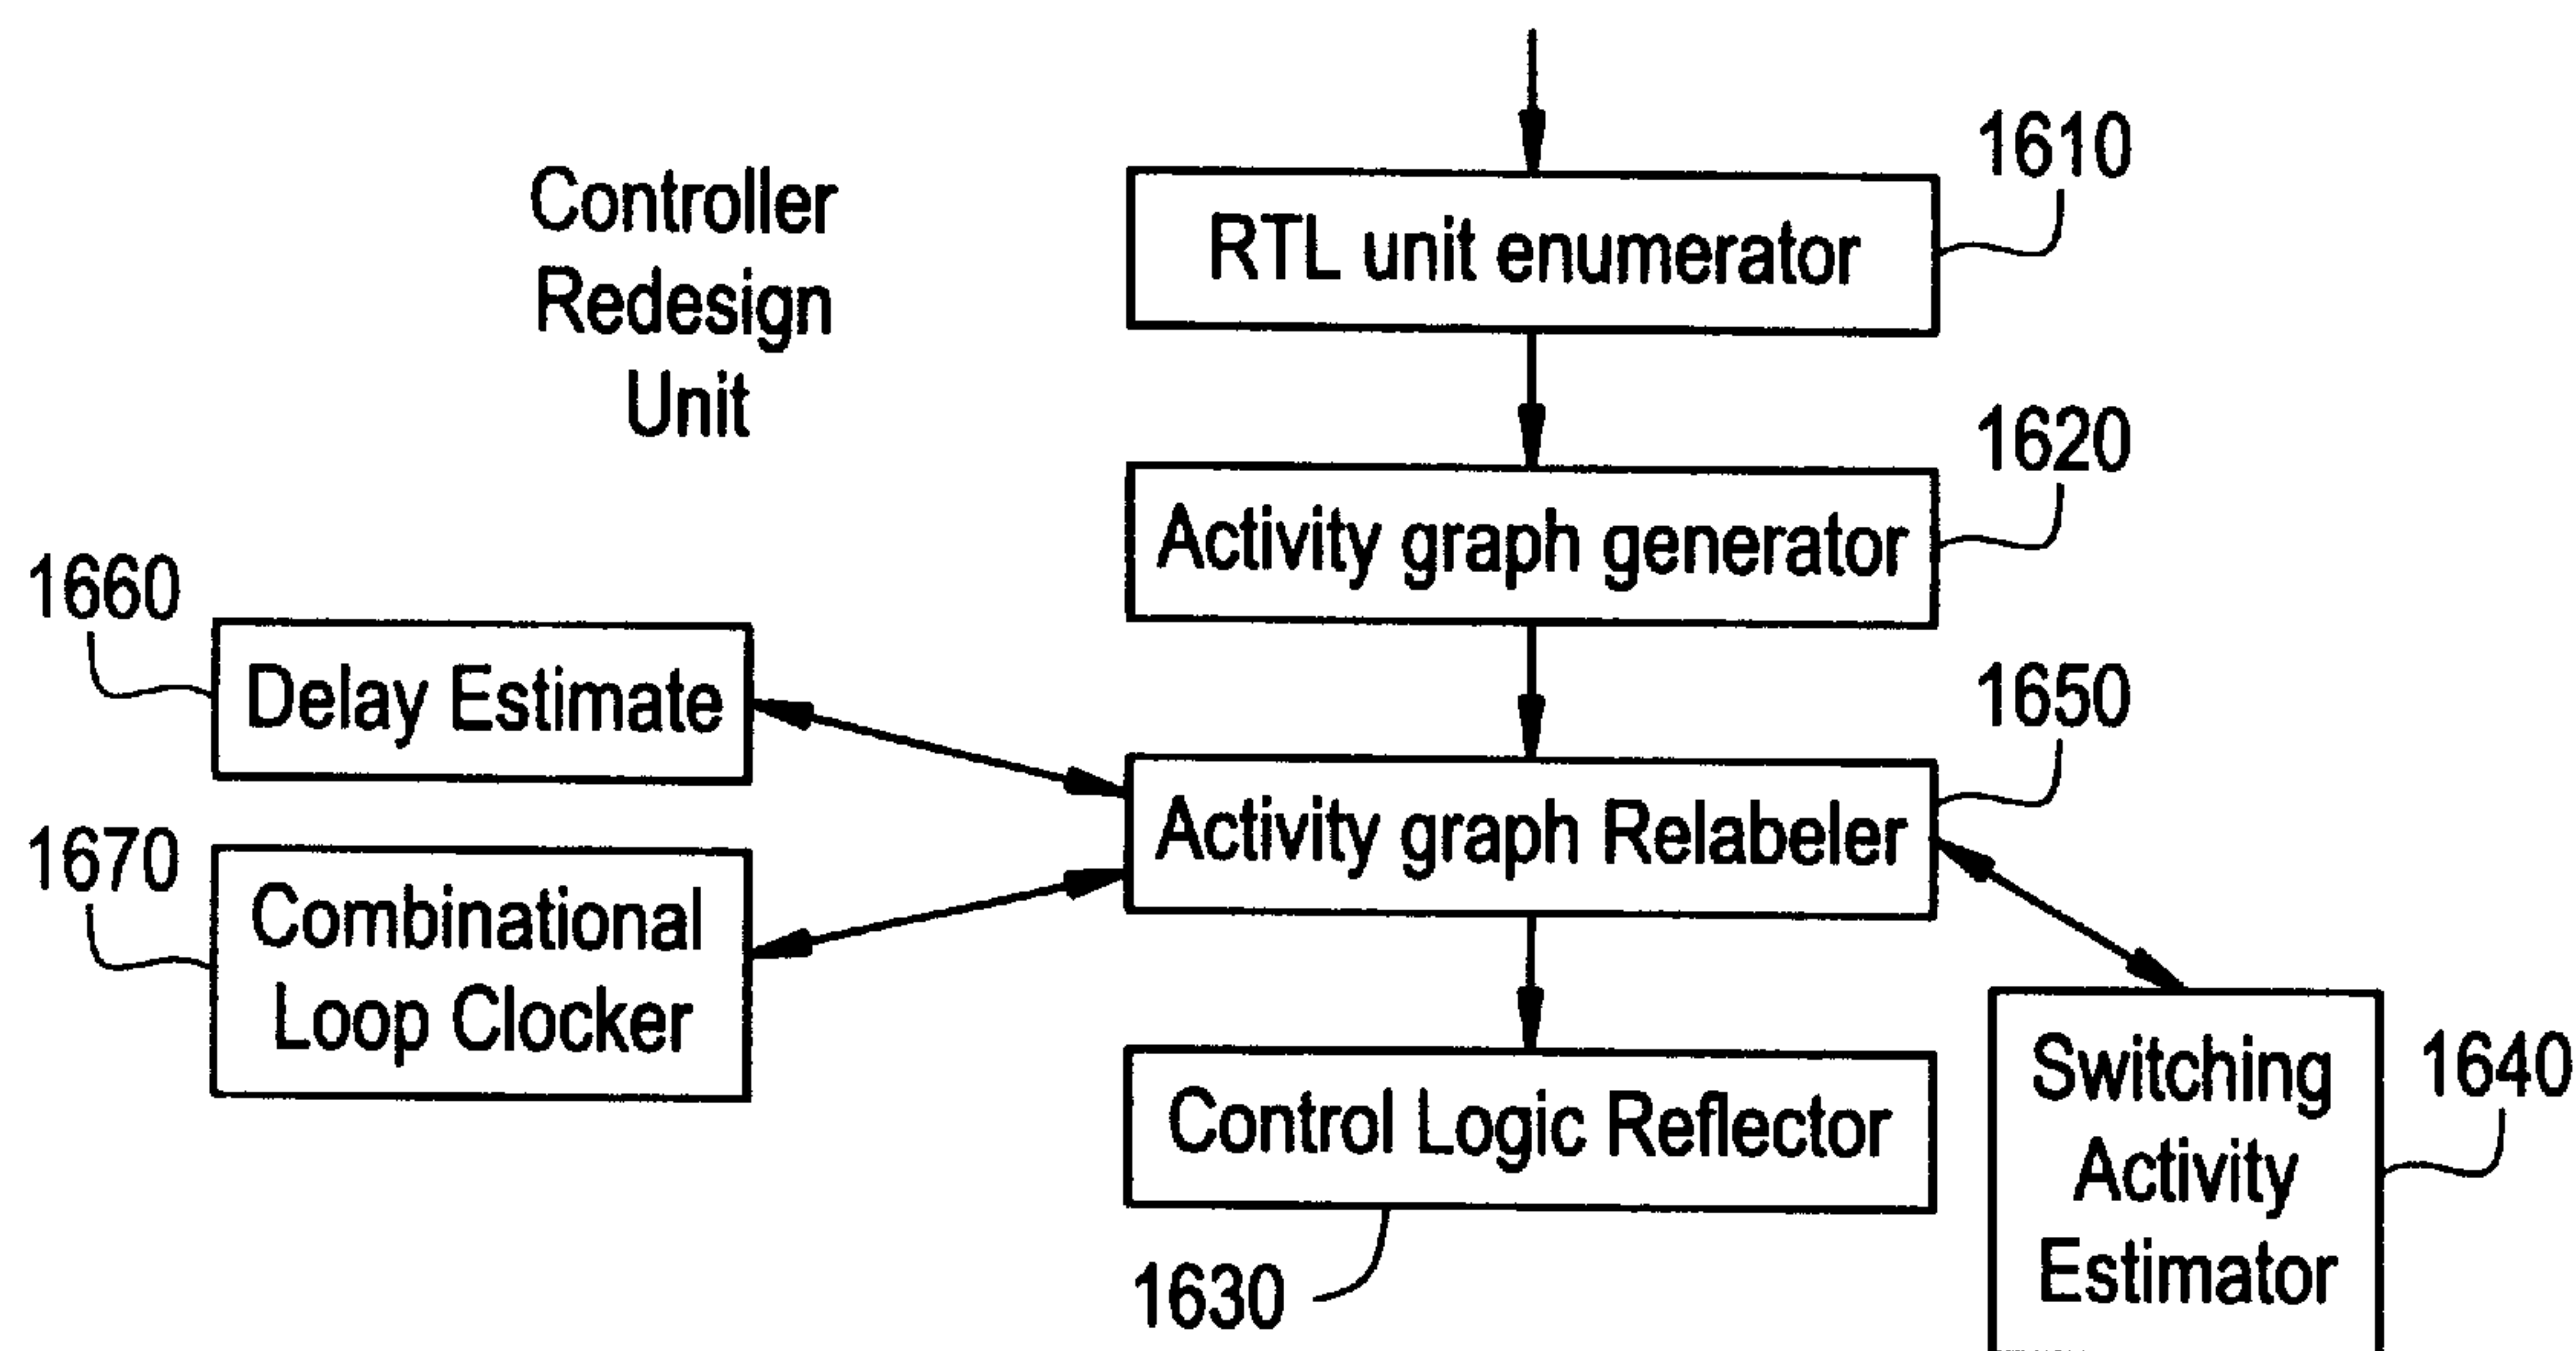 Controller
Redesign
Unit
1610
RTL unit enumerator
1620
Activity graph generator
1660
Delay Estimate
1650
Activity graph Relabeler
1670
Combinational
Loop Clocker
Control Logic Reflector
1630
Switching
Activity
Estimator
1640